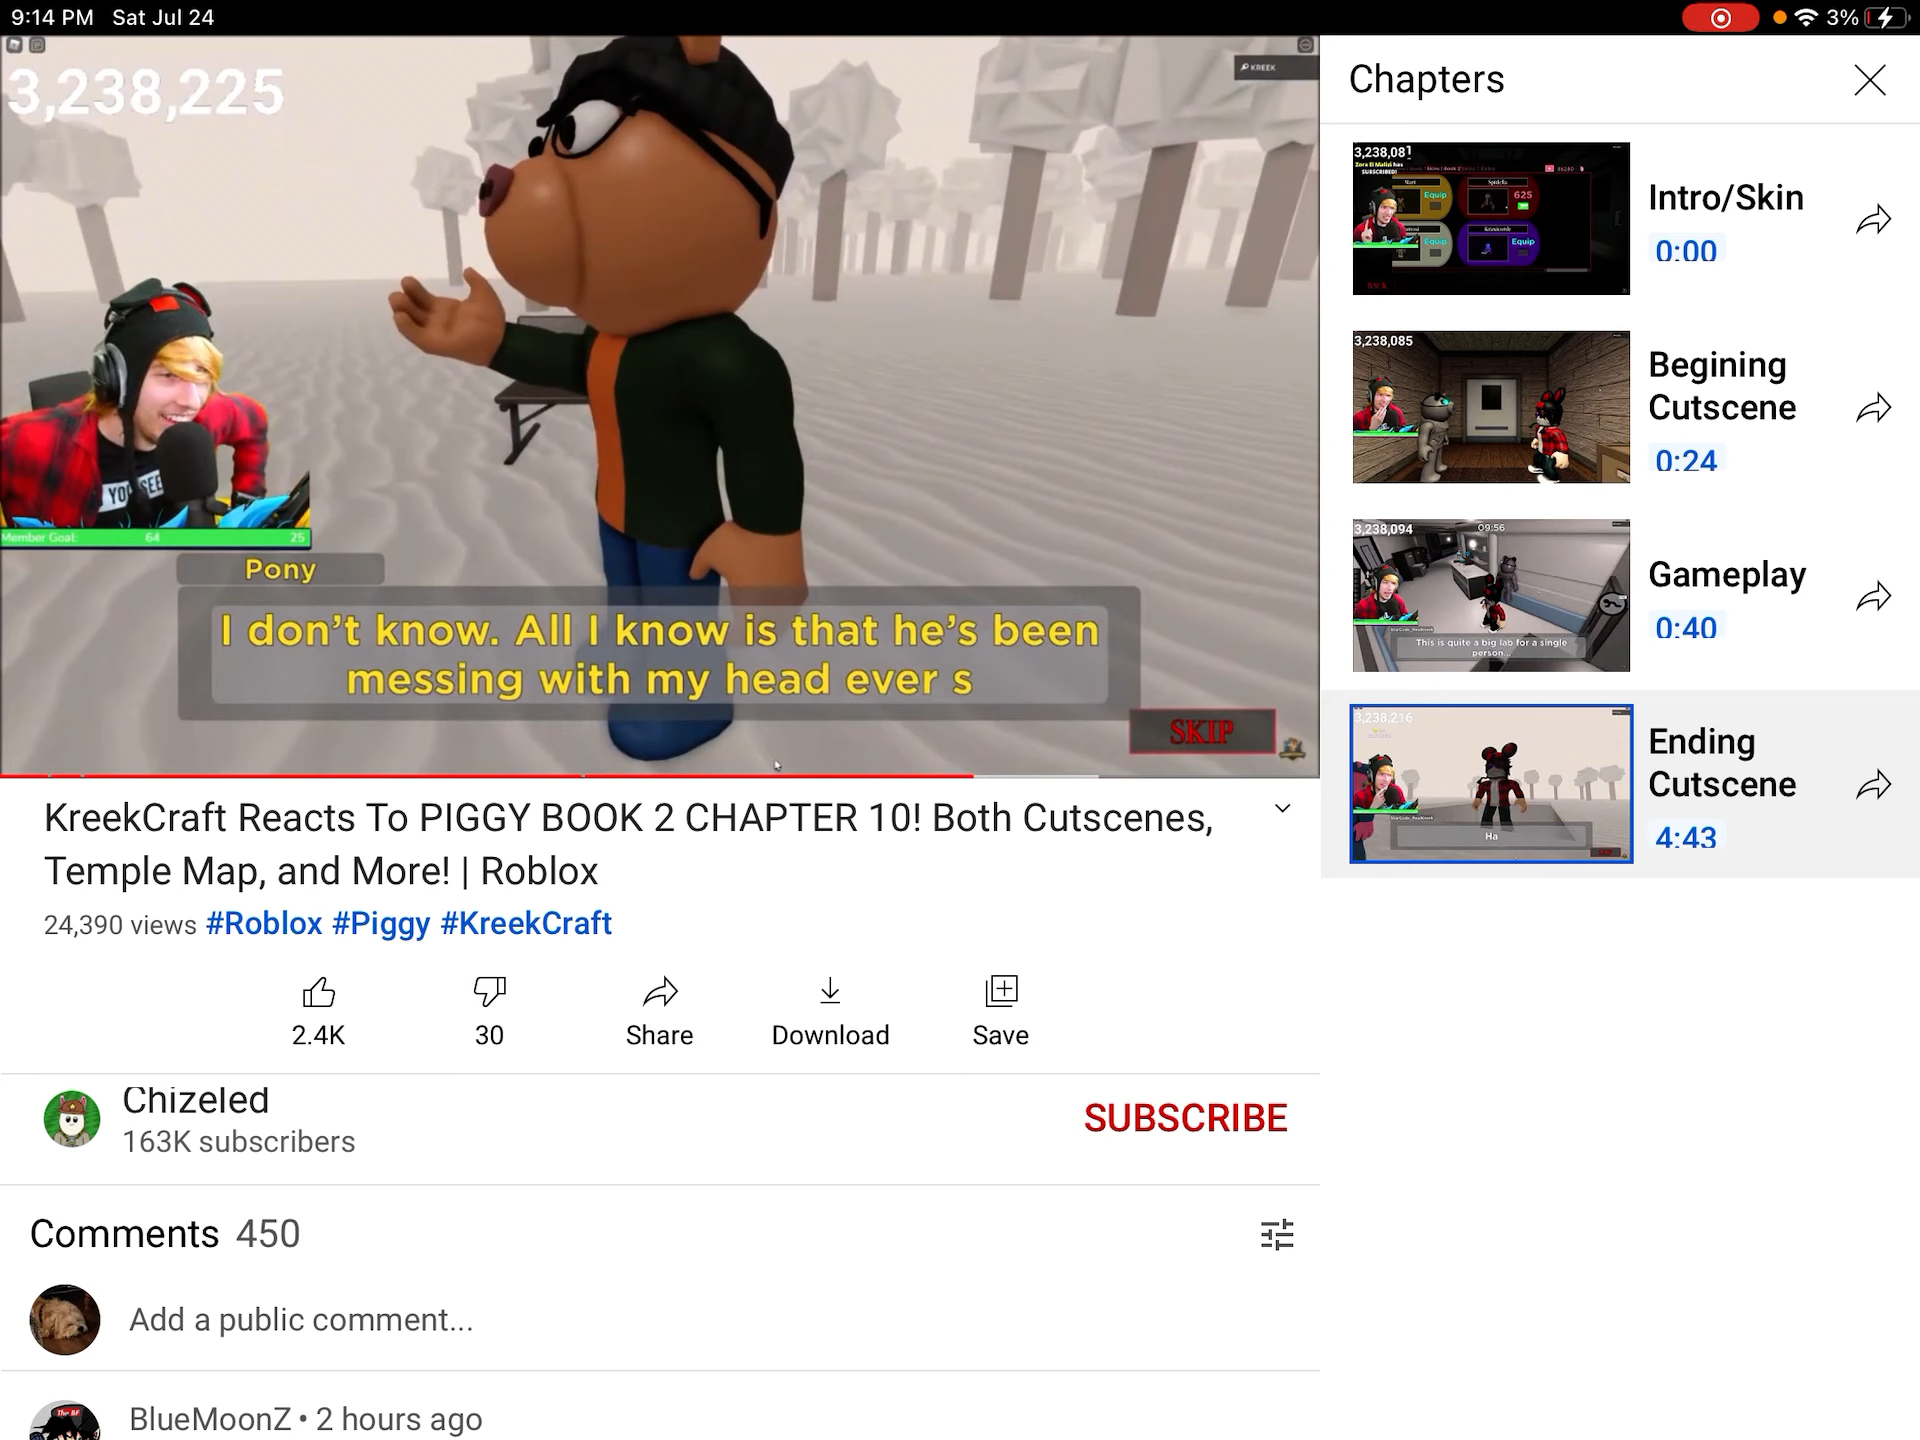 9:14 PM Sat Jul 24
3%
3,238,225
KREEK
YOU SEE
Member Goal: 64 25
Pony
I don't know. All I know is that he's been
messing with my head ever s
SKIP
KreekCraft Reacts To PIGGY BOOK 2 CHAPTER 10! Both Cutscenes,
Temple Map, and More! | Roblox
24,390 views #Roblox #Piggy #KreekCraft
2.4K
30
Share
Download
Save
Chizeled
163K subscribers
SUBSCRIBE
Comments 450
Add a public comment...
BlueMoonZ • 2 hours ago
Chapters
3,238,081
SUBSCRIBED!
Equip
625
Equip
Equip
BACK
Intro/Skin
0:00
3,238,085
Begining
Cutscene
0:24
3,238,094
09:56
This is quite a big lab for a single
person...
Gameplay
0:40
3,238,216
Ha
Ending
Cutscene
4:43